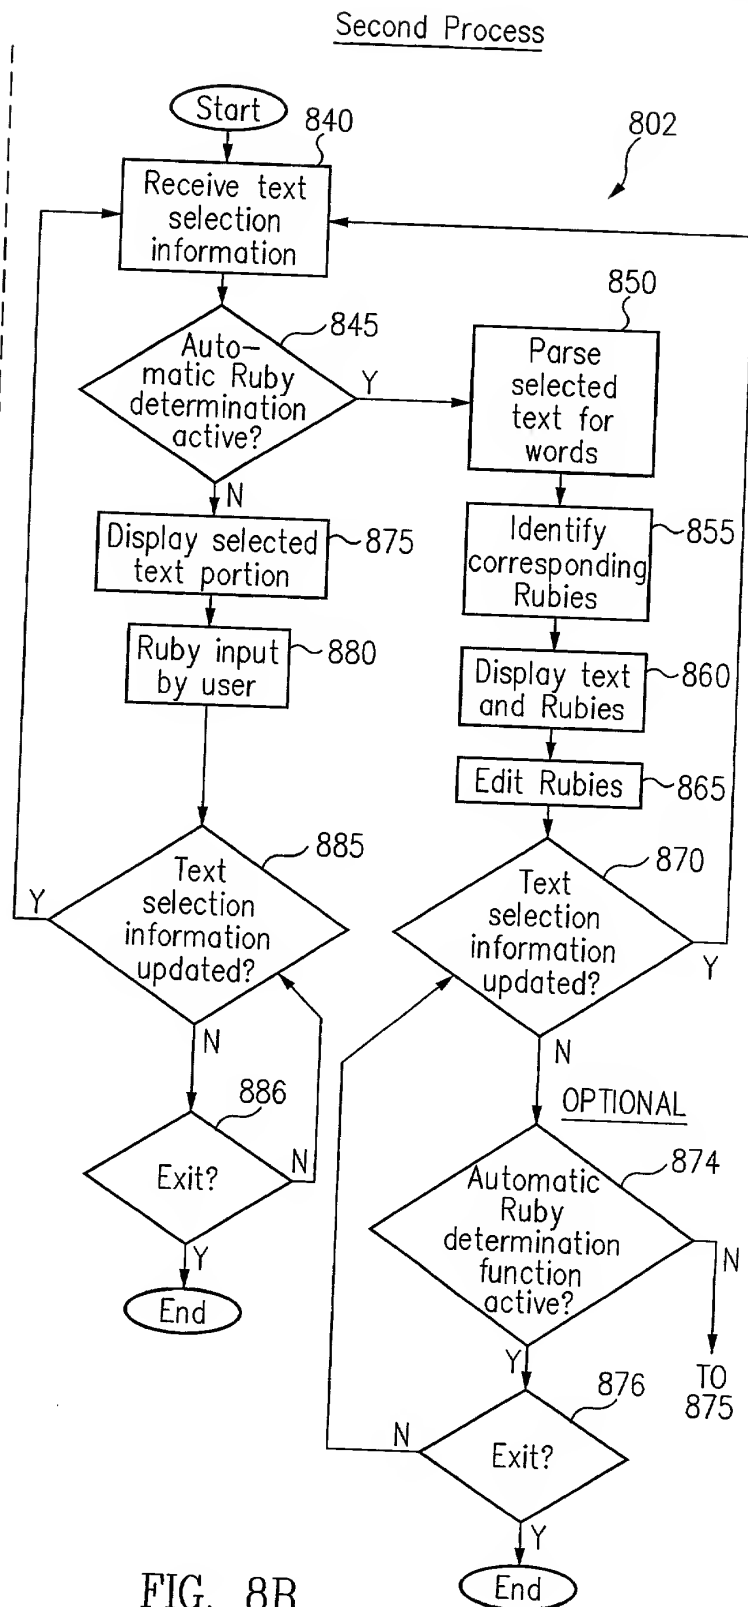 Second Process
Start
840
802
Receive text
selection
information
845
Auto-
matic Ruby
determination
active?
Y
N
850
Parse
selected
text for
words
Display selected
text portion
875
Identify
corresponding
Rubies
855
Ruby input
by user
880
Display text
and Rubies
860
Edit Rubies
865
885
Text
selection
information
updated?
Y
N
870
Text
selection
information
updated?
Y
N
886
Exit?
N
Y
End
OPTIONAL
874
Automatic
Ruby
determination
function
active?
N
Y
TO
875
876
Exit?
N
Y
End
FIG. 8B